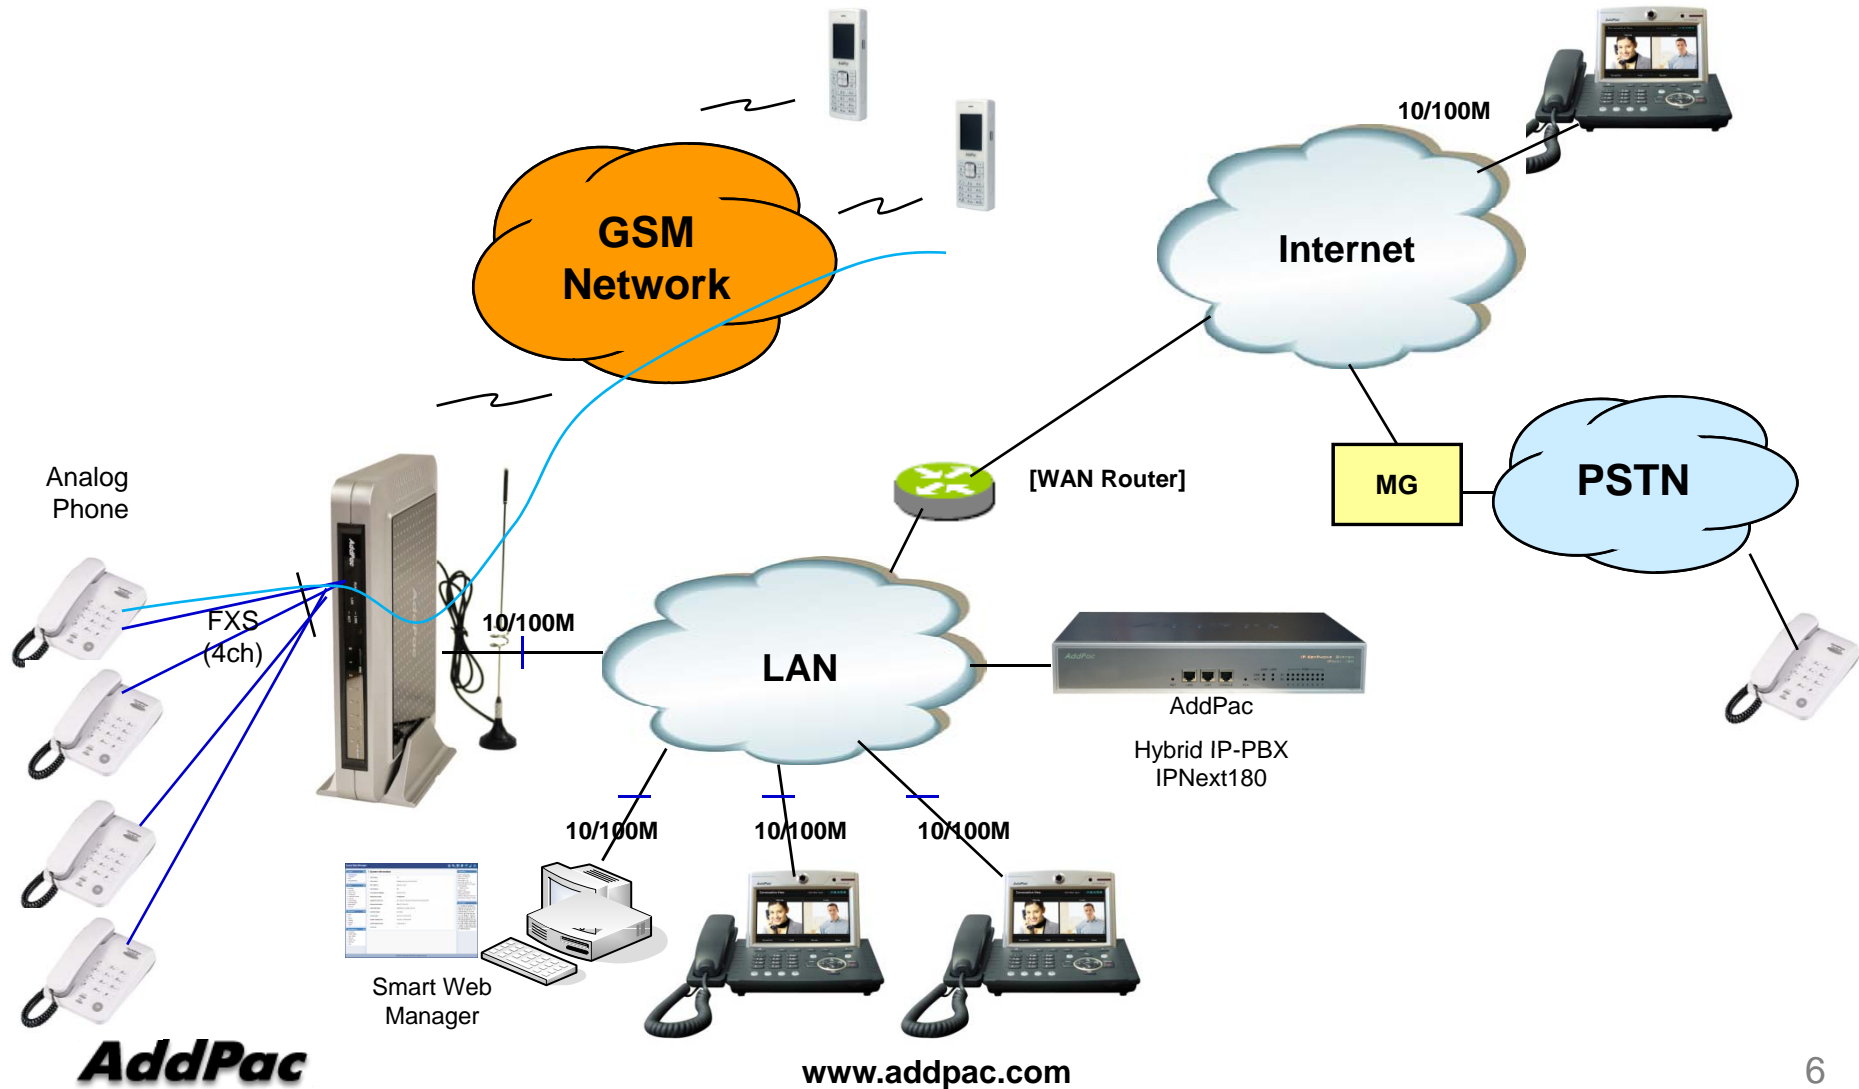 10/100M
GSM
Network
Internet
Analog
Phone
[WAN Router]
MG
PSTN
FXS
(4ch)
10/100M
LAN
AddPac
AddPac
Hybrid IP-PBX
IPNext180
10/100M
10/100M
10/100M
Smart Web
Manager
AddPac
www.addpac.com
6